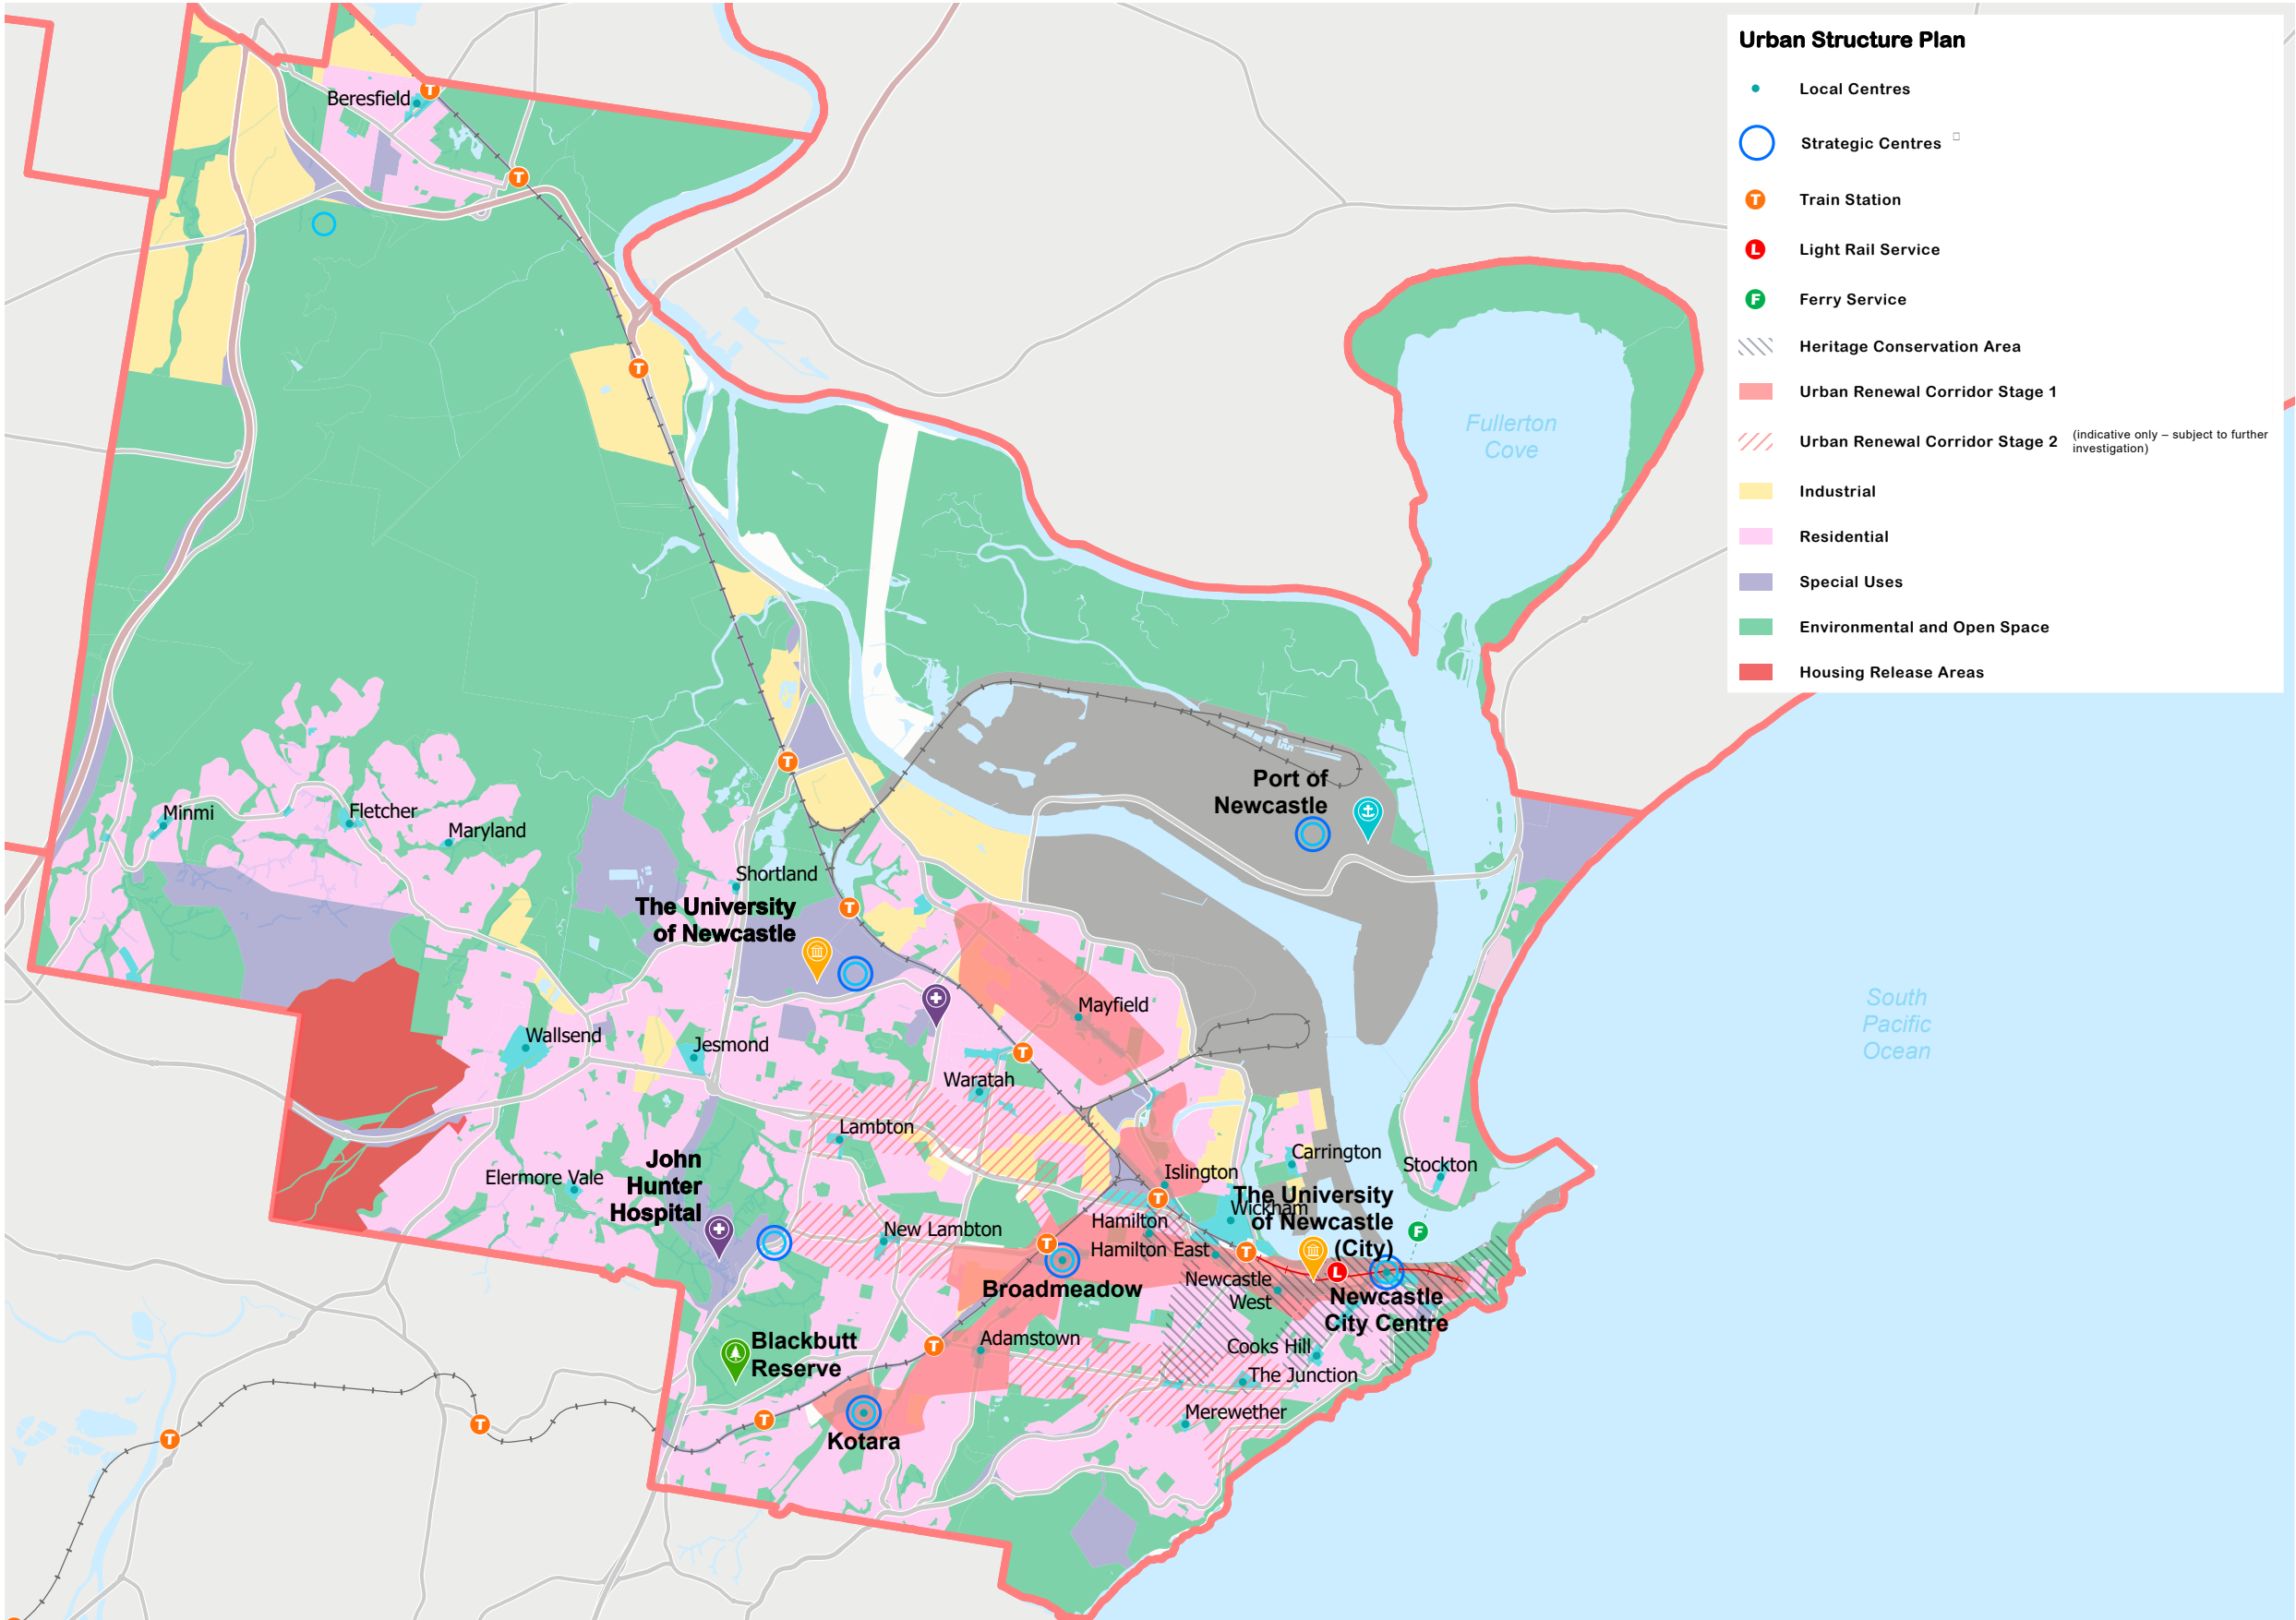 Urban Structure Plan
Local Centres
Strategic Centres
T Train Station
L Light Rail Service
F Ferry Service
Heritage Conservation Area
Urban Renewal Corridor Stage 1
Urban Renewal Corridor Stage 2 (indicative only – subject to further
investigation)
Industrial
Residential
Special Uses
Environmental and Open Space
Housing Release Areas
T
Beresfield
T
T
Fullerton
Cove
T
Port of
Newcastle
Minmi
Fletcher
Maryland
Shortland
The University
of Newcastle
T
South
Pacific
Ocean
Mayfield
Wallsend
Jesmond
T
Waratah
Lambton
Carrington
John
Hunter
Hospital
Elermore Vale
Islington
Stockton
T
The University
of Newcastle
(City)
Wickham
Hamilton
New Lambton
F
T
Hamilton East
T
L
Broadmeadow
Newcastle
West
Newcastle
City Centre
Blackbutt
Reserve
Adamstown
T
Cooks Hill
The Junction
Merewether
T
T
T
Kotara